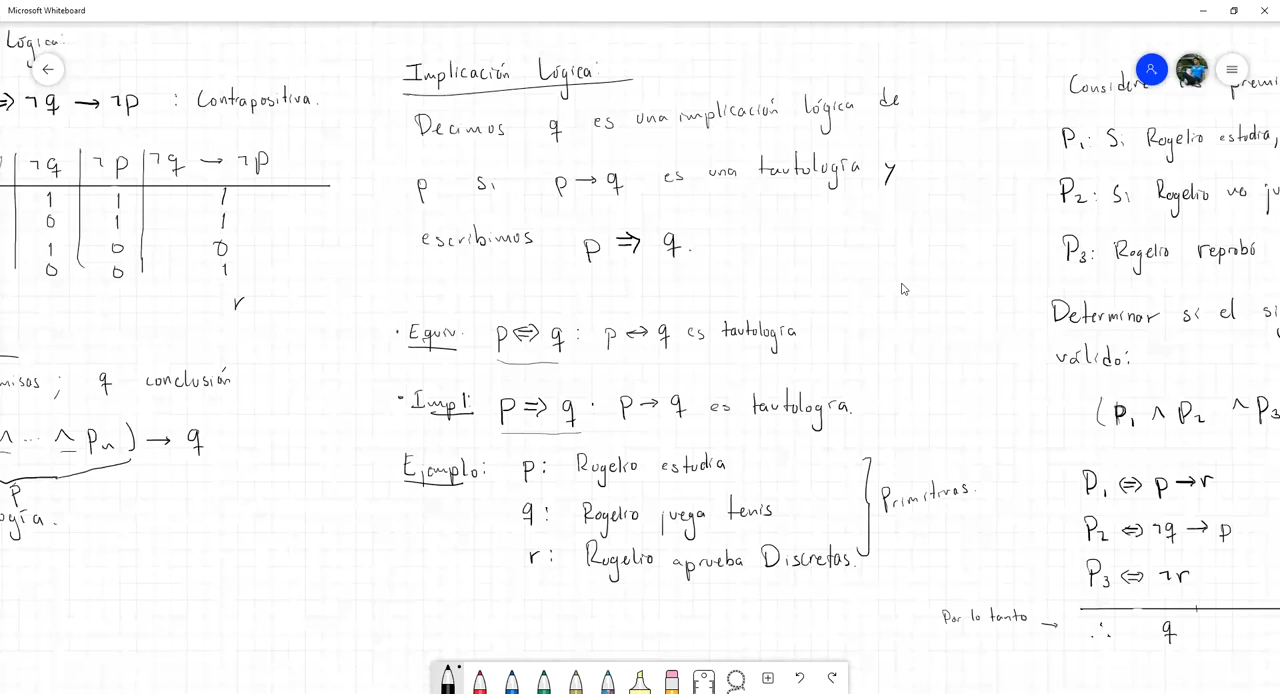 Microsoft Whiteboard
Lógica:
⇒ ¬q → ¬p : Contrapositiva.
¬q | ¬p | ¬q → ¬p
1 1 1
0 1 1
1 0 0
0 0 1
r
misas ; q conclusión
∧ ... ∧ pn ) → q
P
ogía.
Implicación Lógica:
Decimos q es una implicación lógica de
p si p → q es una tautología y
escribimos p ⇒ q.
· Equiv. p ⇔ q : p ↔ q es tautología
· Impl: p ⇒ q · p → q es tautología.
Ejemplo: p: Rogelio estudia
q: Rogelio juega tenis
r: Rogelio aprueba Discretas.
Primitivas.
premi
P1: Si Rogelio estudia,
P2: Si Rogelio no ju
P3: Rogelio reprobó
Determinar si el si
válido:
(P1 ∧ P2 ∧ P3
P1 ⇔ p → r
P2 ⇔ ¬q → p
P3 ⇔ ¬r
Por lo tanto →
∴ q